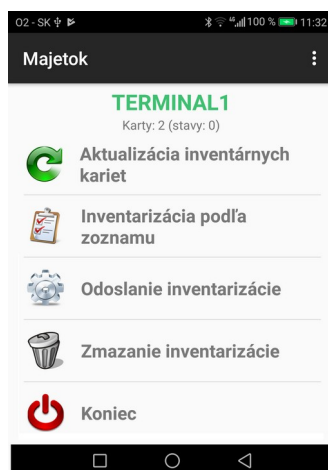 O2 - SK
100 % 11:32
Majetok
TERMINAL1
Karty: 2 (stavy: 0)
Aktualizácia inventárnych
kariet
Inventarizácia podľa
zoznamu
Odoslanie inventarizácie
Zmazanie inventarizácie
Koniec